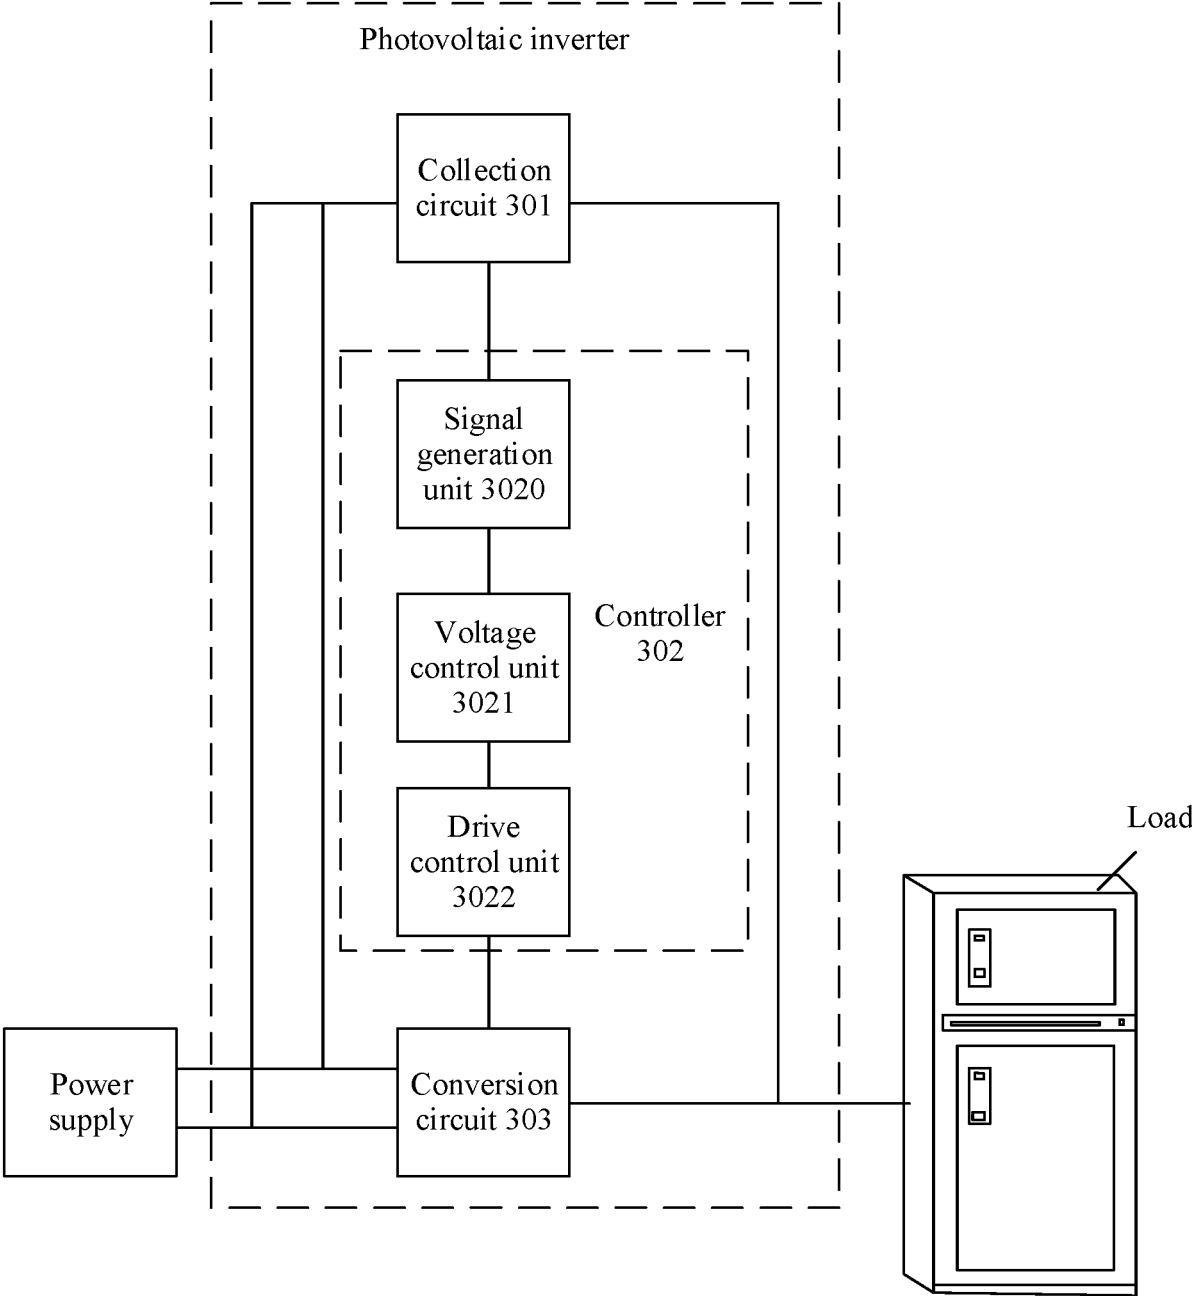 Photovoltaic inverter
Collection
circuit 301
Signal
generation
unit 3020
Voltage
control unit
3021
Controller
302
Drive
control unit
3022
Load
Power
supply
Conversion
circuit 303